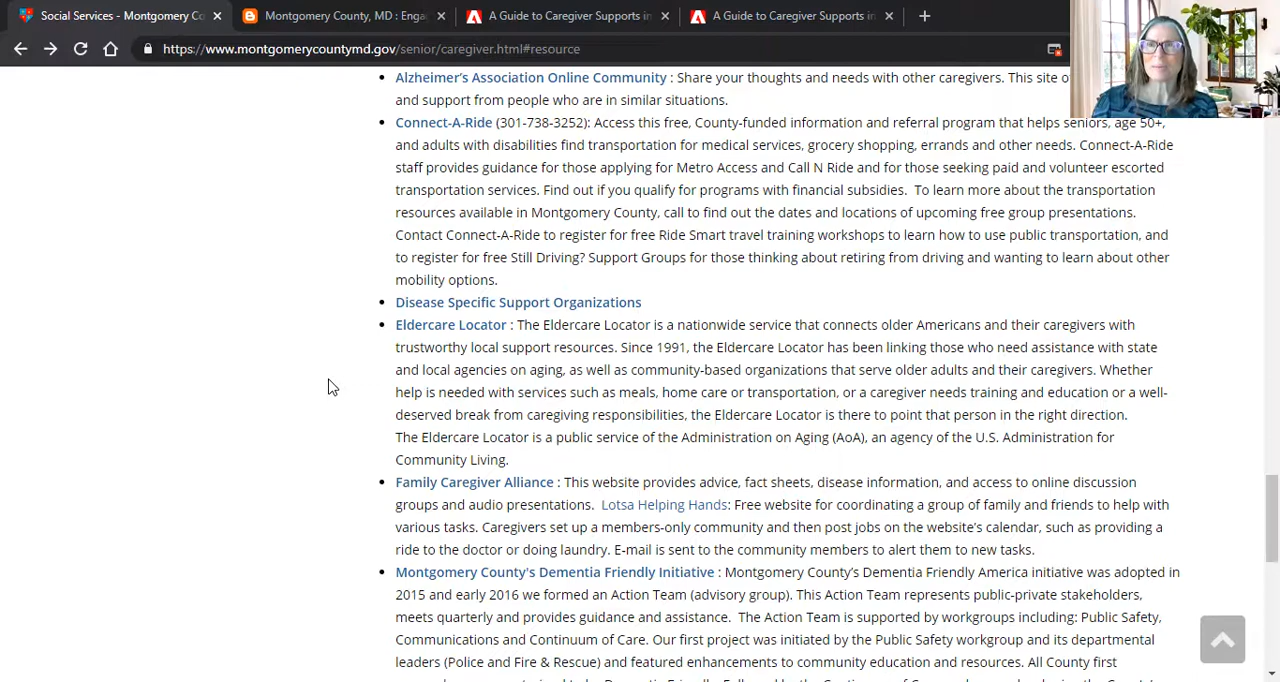 Social Services - Montgomery Co
Montgomery County, MD : Enga
A Guide to Caregiver Supports in
A Guide to Caregiver Supports in
https://www.montgomerycountymd.gov/senior/caregiver.html#resource
Alzheimer's Association Online Community : Share your thoughts and needs with other caregivers. This site of
and support from people who are in similar situations.
Connect-A-Ride (301-738-3252): Access this free, County-funded information and referral program that helps seniors, age 50+,
and adults with disabilities find transportation for medical services, grocery shopping, errands and other needs. Connect-A-Ride
staff provides guidance for those applying for Metro Access and Call N Ride and for those seeking paid and volunteer escorted
transportation services. Find out if you qualify for programs with financial subsidies. To learn more about the transportation
resources available in Montgomery County, call to find out the dates and locations of upcoming free group presentations.
Contact Connect-A-Ride to register for free Ride Smart travel training workshops to learn how to use public transportation, and
to register for free Still Driving? Support Groups for those thinking about retiring from driving and wanting to learn about other
mobility options.
Disease Specific Support Organizations
Eldercare Locator : The Eldercare Locator is a nationwide service that connects older Americans and their caregivers with
trustworthy local support resources. Since 1991, the Eldercare Locator has been linking those who need assistance with state
and local agencies on aging, as well as community-based organizations that serve older adults and their caregivers. Whether
help is needed with services such as meals, home care or transportation, or a caregiver needs training and education or a well-
deserved break from caregiving responsibilities, the Eldercare Locator is there to point that person in the right direction.
The Eldercare Locator is a public service of the Administration on Aging (AoA), an agency of the U.S. Administration for
Community Living.
Family Caregiver Alliance : This website provides advice, fact sheets, disease information, and access to online discussion
groups and audio presentations. Lotsa Helping Hands: Free website for coordinating a group of family and friends to help with
various tasks. Caregivers set up a members-only community and then post jobs on the website's calendar, such as providing a
ride to the doctor or doing laundry. E-mail is sent to the community members to alert them to new tasks.
Montgomery County's Dementia Friendly Initiative : Montgomery County's Dementia Friendly America initiative was adopted in
2015 and early 2016 we formed an Action Team (advisory group). This Action Team represents public-private stakeholders,
meets quarterly and provides guidance and assistance. The Action Team is supported by workgroups including: Public Safety,
Communications and Continuum of Care. Our first project was initiated by the Public Safety workgroup and its departmental
leaders (Police and Fire & Rescue) and featured enhancements to community education and resources. All County first